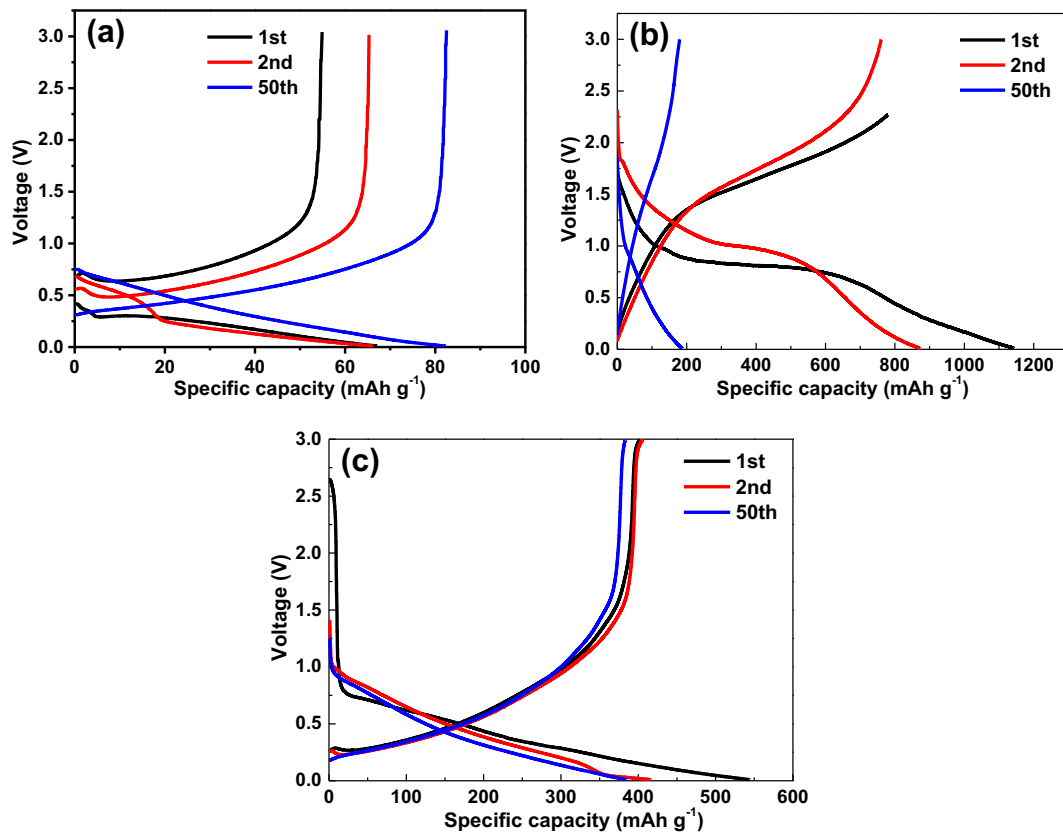 (a)
1st
2nd
50th
3.0
2.5
2.0
1.5
1.0
0.5
0.0
Voltage (V)
0 20 40 60 80 100
Specific capacity (mAh g⁻¹)
(b)
1st
2nd
50th
3.0
2.5
2.0
1.5
1.0
0.5
0.0
Voltage (V)
0 200 400 600 800 1000 1200
Specific capacity (mAh g⁻¹)
(c)
1st
2nd
50th
3.0
2.5
2.0
1.5
1.0
0.5
0.0
Voltage (V)
0 100 200 300 400 500 600
Specific capacity (mAh g⁻¹)